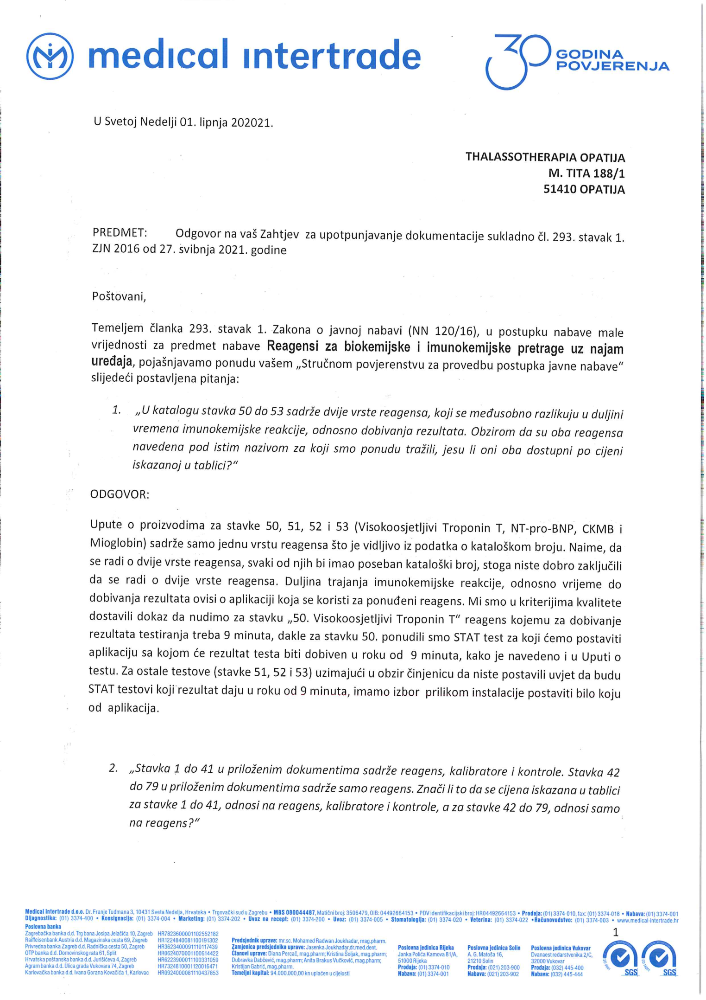 medical intertrade
30 GODINA
POVJERENJA
U Svetoj Nedelji 01. lipnja 202021.
THALASSOTHERAPIA OPATIJA
M. TITA 188/1
51410 OPATIJA
PREDMET: Odgovor na vaš Zahtjev za upotpunjavanje dokumentacije sukladno čl. 293. stavak 1.
ZJN 2016 od 27. svibnja 2021. godine
Poštovani,
Temeljem članka 293. stavak 1. Zakona o javnoj nabavi (NN 120/16), u postupku nabave male
vrijednosti za predmet nabave Reagensi za biokemijske i imunokemijske pretrage uz najam
uređaja, pojašnjavamo ponudu vašem „Stručnom povjerenstvu za provedbu postupka javne nabave“
slijedeći postavljena pitanja:
1. „U katalogu stavka 50 do 53 sadrže dvije vrste reagensa, koji se međusobno razlikuju u duljini
vremena imunokemijske reakcije, odnosno dobivanja rezultata. Obzirom da su oba reagensa
navedena pod istim nazivom za koji smo ponudu tražili, jesu li oni oba dostupni po cijeni
iskazanoj u tablici?“
ODGOVOR:
Upute o proizvodima za stavke 50, 51, 52 i 53 (Visokoosjetljivi Troponin T, NT-pro-BNP, CKMB i
Mioglobin) sadrže samo jednu vrstu reagensa što je vidljivo iz podatka o kataloškom broju. Naime, da
se radi o dvije vrste reagensa, svaki od njih bi imao poseban kataloški broj, stoga niste dobro zaključili
da se radi o dvije vrste reagensa. Duljina trajanja imunokemijske reakcije, odnosno vrijeme do
dobivanja rezultata ovisi o aplikaciji koja se koristi za ponuđeni reagens. Mi smo u kriterijima kvalitete
dostavili dokaz da nudimo za stavku „50. Visokoosjetljivi Troponin T“ reagens kojemu za dobivanje
rezultata testiranja treba 9 minuta, dakle za stavku 50. ponudili smo STAT test za koji ćemo postaviti
aplikaciju sa kojom će rezultat testa biti dobiven u roku od 9 minuta, kako je navedeno i u Uputi o
testu. Za ostale testove (stavke 51, 52 i 53) uzimajući u obzir činjenicu da niste postavili uvjet da budu
STAT testovi koji rezultat daju u roku od 9 minuta, imamo izbor prilikom instalacije postaviti bilo koju
od aplikacija.
2. „Stavka 1 do 41 u priloženim dokumentima sadrže reagens, kalibratore i kontrole. Stavka 42
do 79 u priloženim dokumentima sadrže samo reagens. Znači li to da se cijena iskazana u tablici
za stavke 1 do 41, odnosi na reagens, kalibratore i kontrole, a za stavke 42 do 79, odnosi samo
na reagens?“
Medical Intertrade d.o.o. Dr. Franje Tuđmana 3, 10431 Sveta Nedelja, Hrvatska • Trgovački sud u Zagrebu • MBS 080044487, Matični broj: 3506479, OIB: 04492664153 • PDV identifikacijski broj: HR04492664153 • Prodaja: (01) 3374-010, fax: (01) 3374-018 • Nabava: (01) 3374-001
Dijagnostika: (01) 3374-400 • Konsignacija: (01) 3374-004 • Marketing: (01) 3374-202 • Uvoz na recept: (01) 3374-200 • Uvoz: (01) 3374-005 • Stomatologija: (01) 3374-020 • Veterina: (01) 3374-022 • Računovodstvo: (01) 3374-003 • www.medical-intertrade.hr
Poslovna banka
Zagrebačka banka d.d. Trg bana Josipa Jelačića 10, Zagreb HR7823600001102552182
Raiffeisenbank Austria d.d. Magazinska cesta 69, Zagreb HR1224840081100191302
Privredna banka Zagreb d.d. Radnička cesta 50, Zagreb HR3623400091110117439
OTP banka d.d. Domovinskog rata 61, Split HR0624070001100614422
Hrvatska poštanska banka d.d. Jurišićeva 4, Zagreb HR6223900011100331059
Agram banka d.d. Ulica grada Vukovara 74, Zagreb HR7324810001120016471
Karlovačka banka d.d. Ivana Gorana Kovačića 1, Karlovac HR0924000081110437853
Predsjednik uprave: mr.sc. Mohamed Radwan Joukhadar, mag.pharm.
Zamjenica predsjednika uprave: Jasenka Joukhadar, dr.med.dent.
Članovi uprave: Diana Percač, mag.pharm; Kristina Šoljak, mag.pharm;
Dubravka Dabčević, mag.pharm; Anita Brakus Vučković, mag.pharm;
Kristijan Gabrić, mag.pharm.
Temeljni kapital: 94.000.000,00 kn uplaćen u cijelosti
Poslovna jedinica Rijeka
Janka Polića Kamova 81/A,
51000 Rijeka
Prodaja: (01) 3374-010
Nabava: (01) 3374-001
Poslovna jedinica Solin
A. G. Matoša 16,
21210 Solin
Prodaja: (021) 203-900
Nabava: (021) 203-902
Poslovna jedinica Vukovar
Dvanaest redarstvenika 2/C,
32000 Vukovar
Prodaja: (032) 445-400
Nabava: (032) 445-444
1
ISO 9001
SGS
ISO 14001
SGS